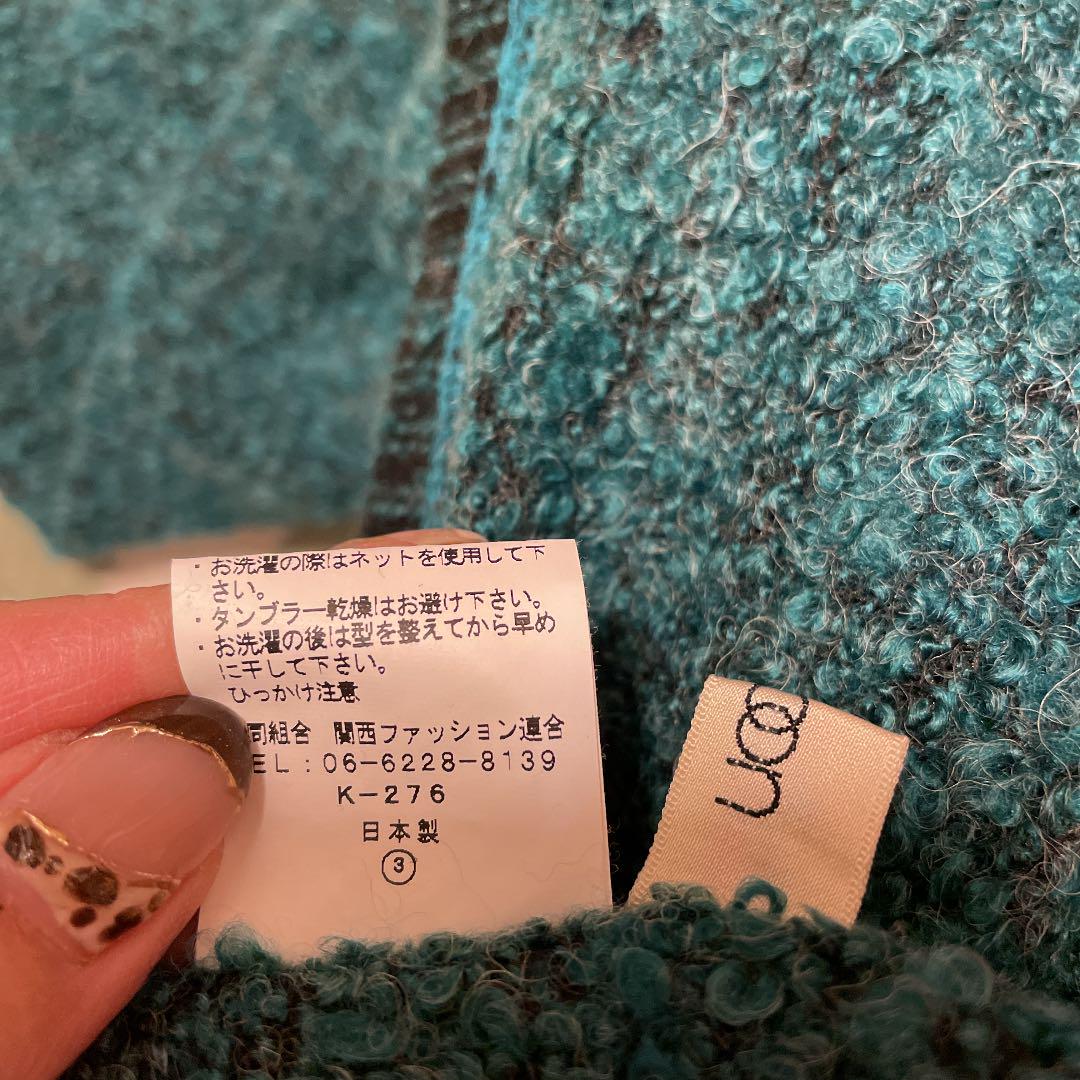 ・お洗濯の際はネットを使用して下
さい。
・タンブラー乾燥はお避け下さい。
・お洗濯の後は型を整えてから早め
に干して下さい。
ひっかけ注意
同組合 関西ファッション連合
EL:06-6228-8139
K-276
日本製
③